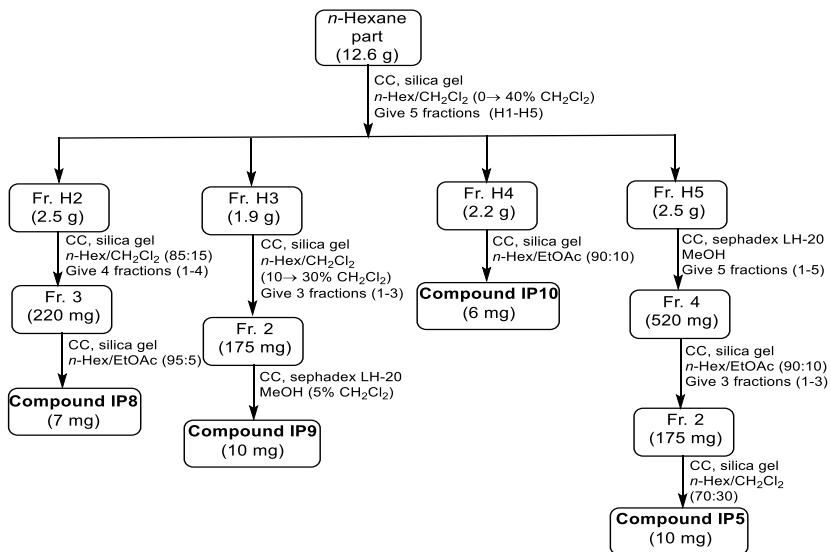 n-Hexane
part
(12.6 g)
CC, silica gel
n-Hex/CH₂Cl₂ (0→ 40% CH₂Cl₂)
Give 5 fractions (H1-H5)
Fr. H2
(2.5 g)
CC, silica gel
n-Hex/CH₂Cl₂ (85:15)
Give 4 fractions (1-4)
Fr. 3
(220 mg)
CC, silica gel
n-Hex/EtOAc (95:5)
Compound IP8
(7 mg)
Fr. H3
(1.9 g)
CC, silica gel
n-Hex/CH₂Cl₂
(10→ 30% CH₂Cl₂)
Give 3 fractions (1-3)
Fr. 2
(175 mg)
CC, sephadex LH-20
MeOH (5% CH₂Cl₂)
Compound IP9
(10 mg)
Fr. H4
(2.2 g)
CC, silica gel
n-Hex/EtOAc (90:10)
Compound IP10
(6 mg)
Fr. H5
(2.5 g)
CC, sephadex LH-20
MeOH
Give 5 fractions (1-5)
Fr. 4
(520 mg)
CC, silica gel
n-Hex/EtOAc (90:10)
Give 3 fractions (1-3)
Fr. 2
(175 mg)
CC, silica gel
n-Hex/CH₂Cl₂
(70:30)
Compound IP5
(10 mg)